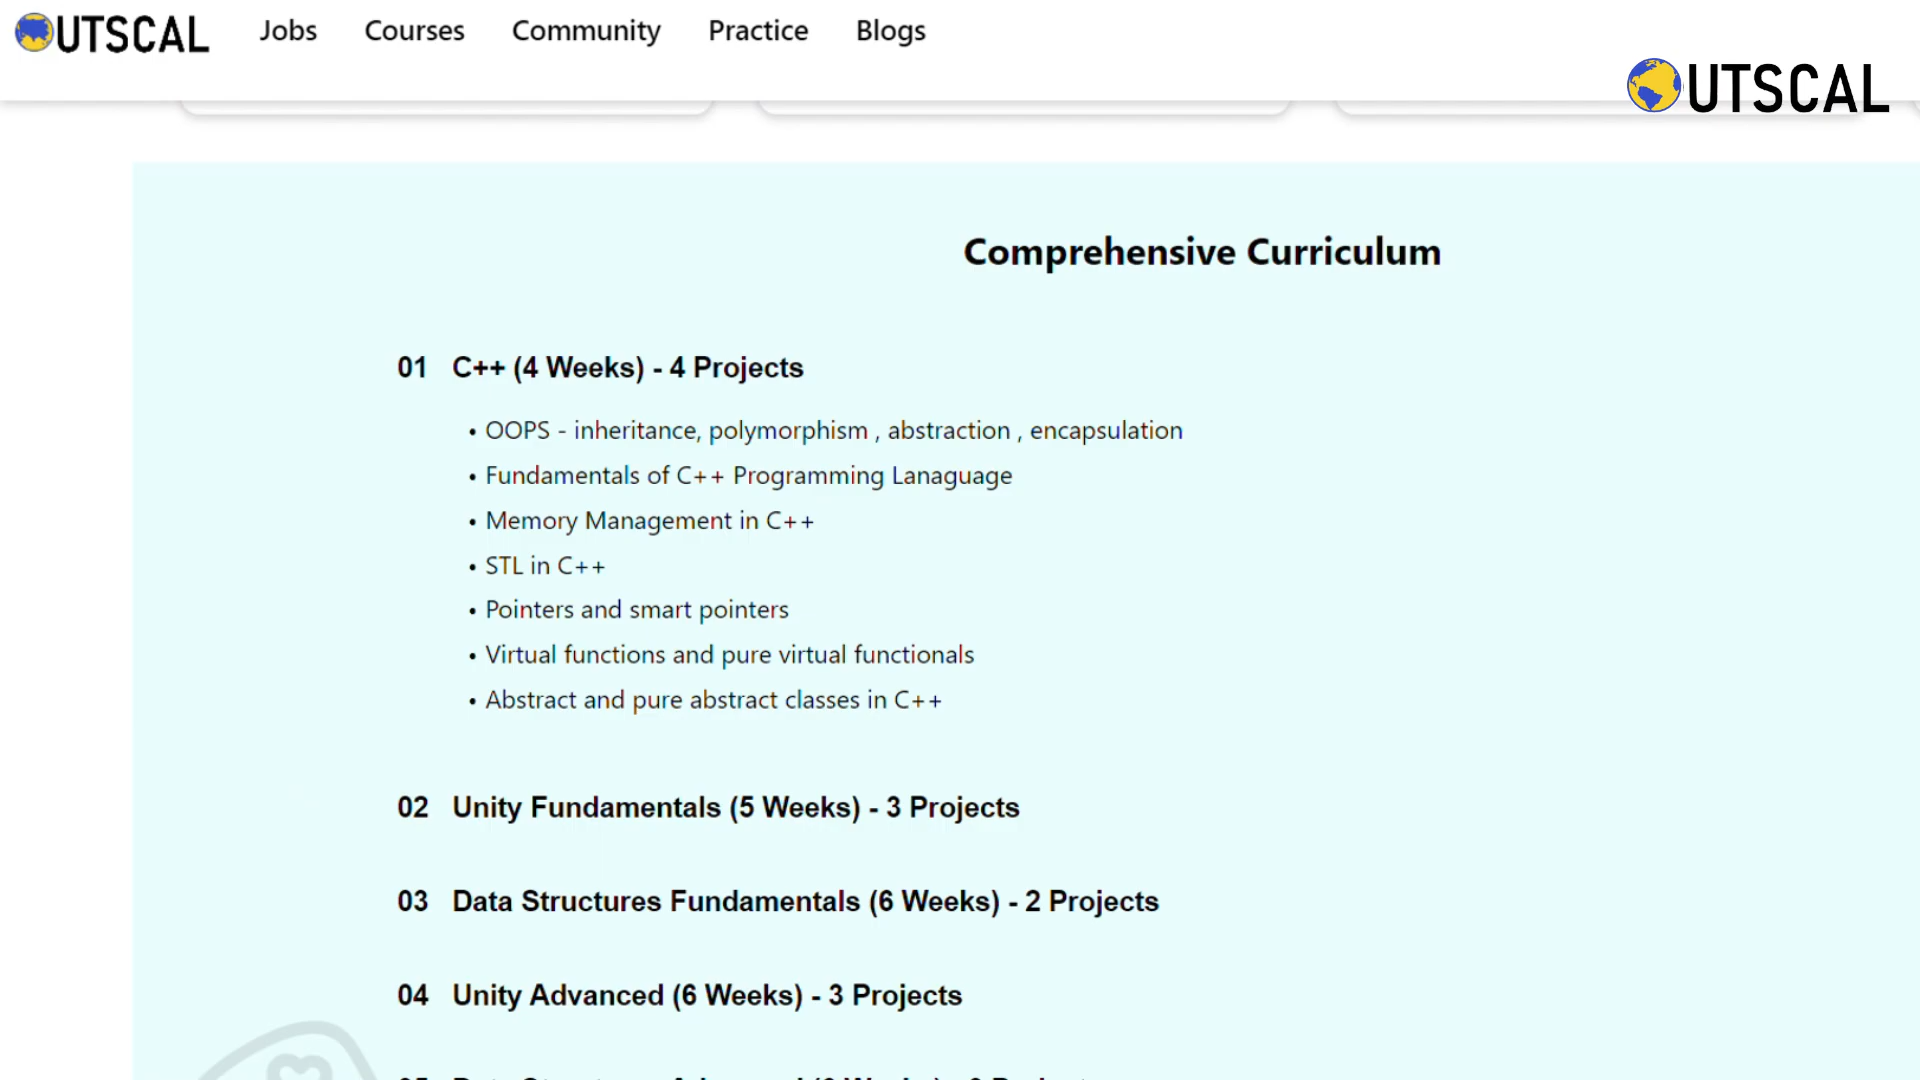 UTSCAL Jobs Courses Community Practice Blogs
UTSCAL
Comprehensive Curriculum
01 C++ (4 Weeks) - 4 Projects
• OOPS - inheritance, polymorphism , abstraction , encapsulation
• Fundamentals of C++ Programming Lanaguage
• Memory Management in C++
• STL in C++
• Pointers and smart pointers
• Virtual functions and pure virtual functionals
• Abstract and pure abstract classes in C++
02 Unity Fundamentals (5 Weeks) - 3 Projects
03 Data Structures Fundamentals (6 Weeks) - 2 Projects
04 Unity Advanced (6 Weeks) - 3 Projects